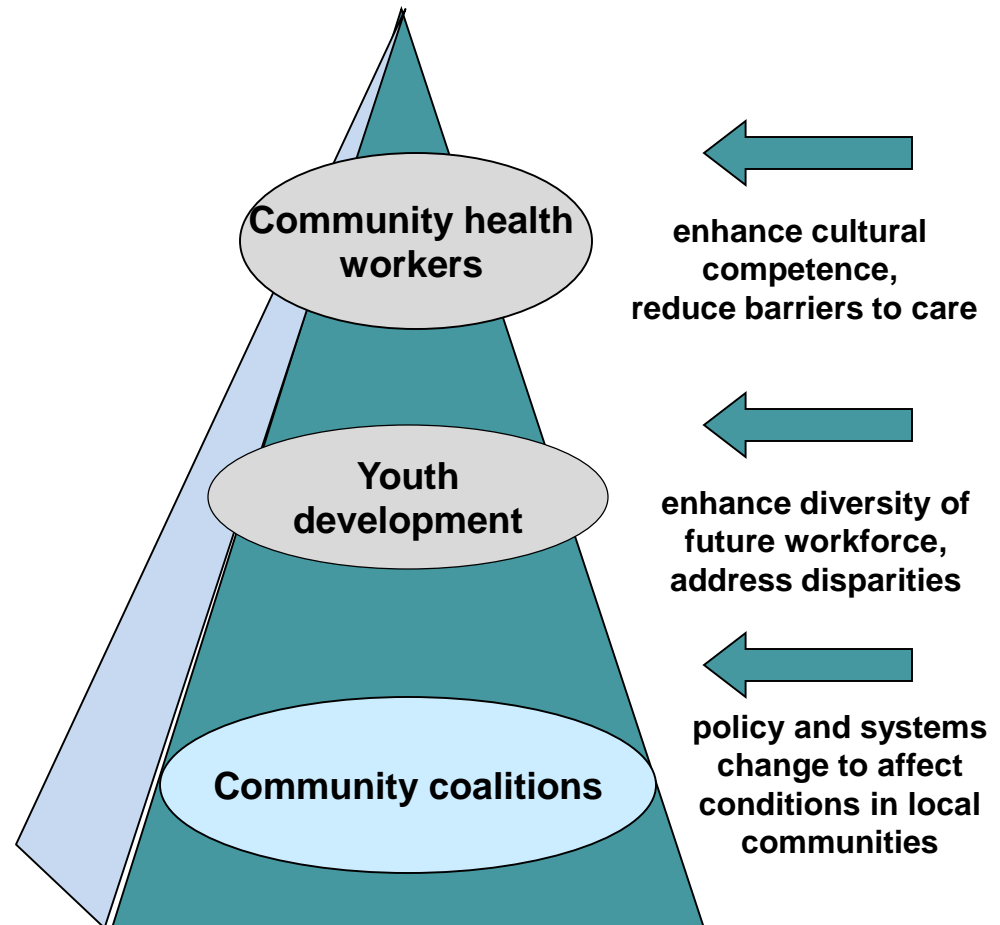 Community health
workers
enhance cultural
competence,
reduce barriers to care
Youth
development
enhance diversity of
future workforce,
address disparities
Community coalitions
policy and systems
change to affect
conditions in local
communities